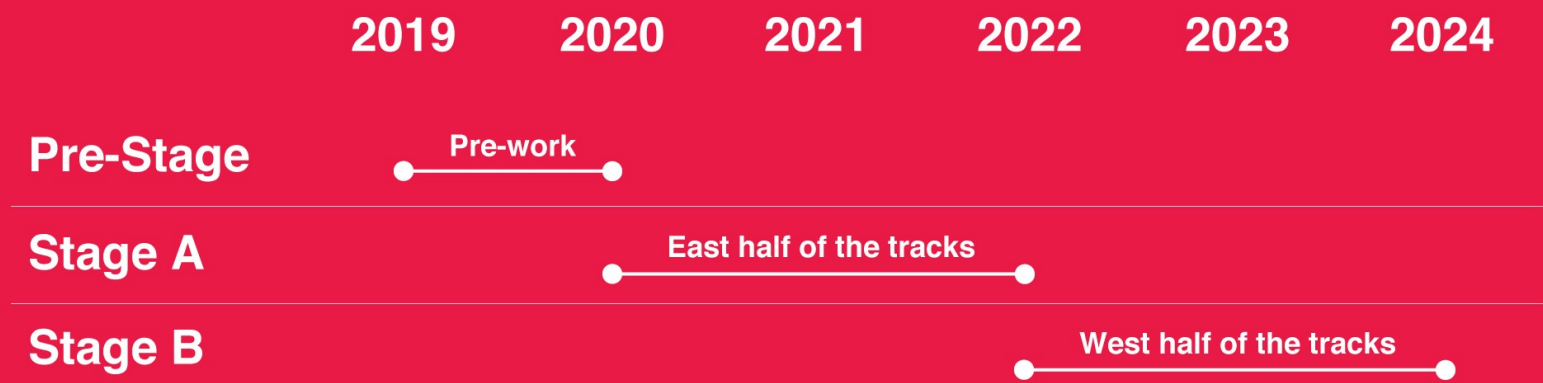 2019 2020 2021 2022 2023 2024
Pre-Stage Pre-work
Stage A East half of the tracks
Stage B West half of the tracks